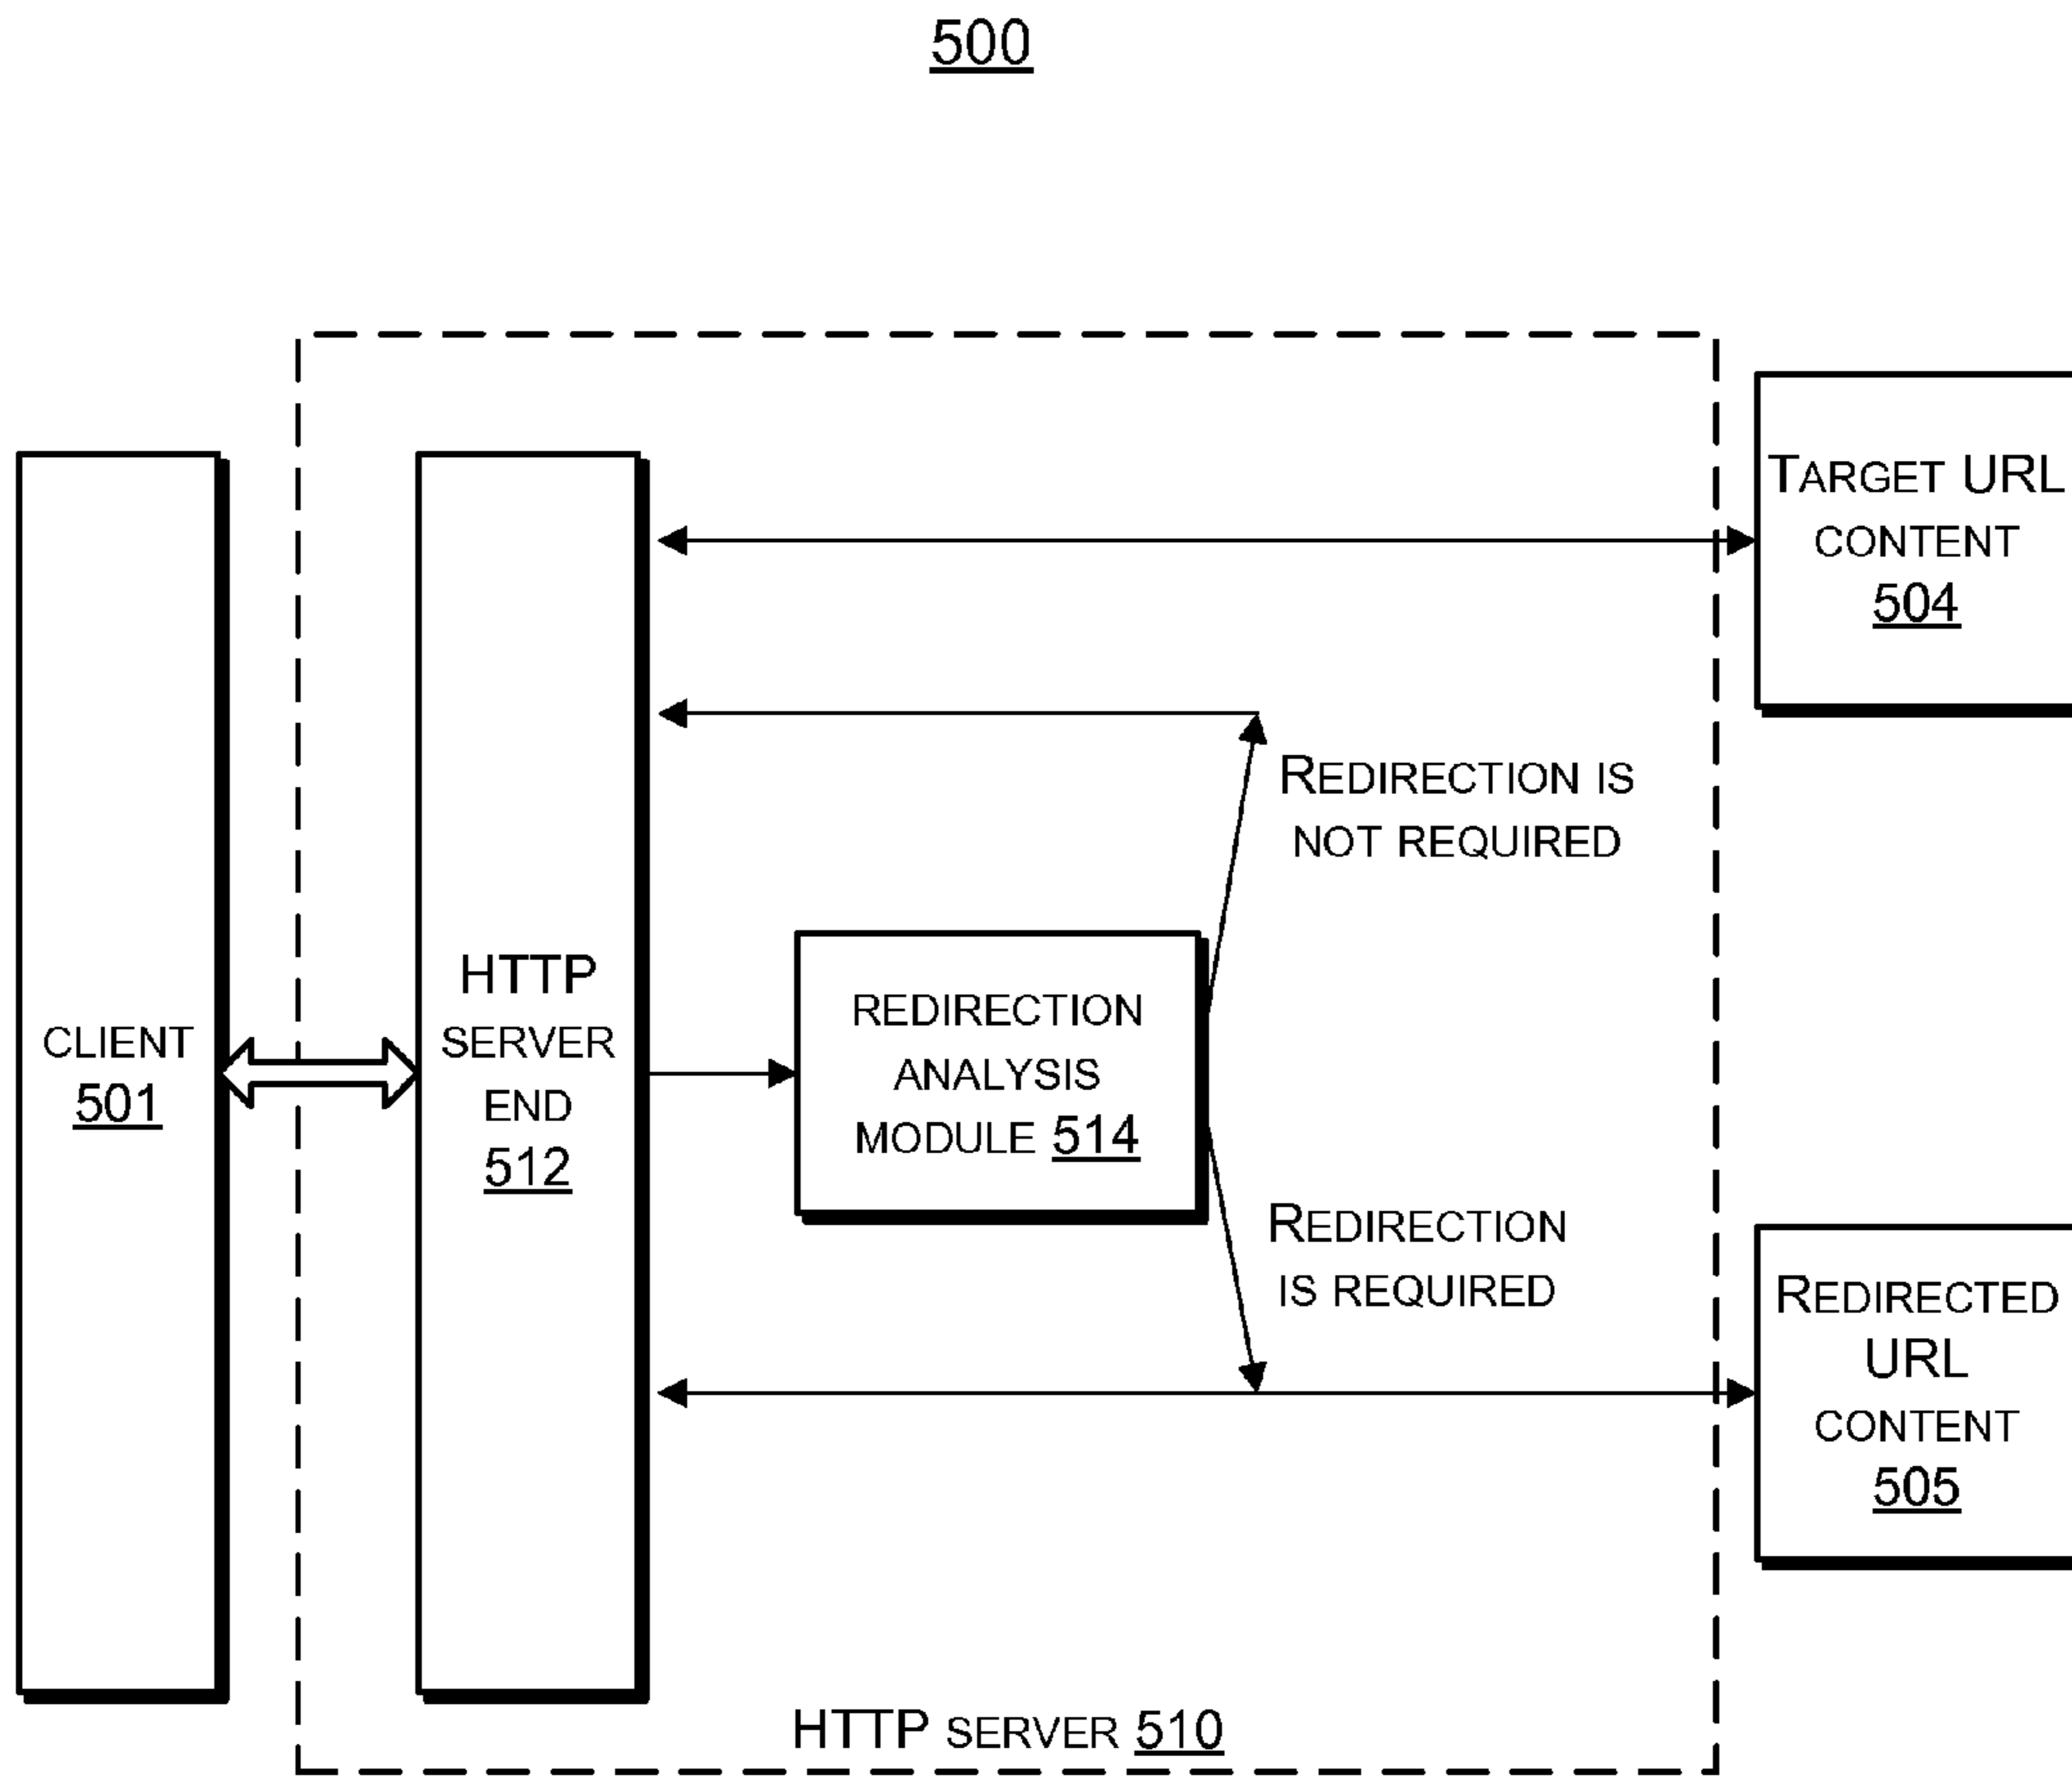 500
TARGET URL
CONTENT
504
REDIRECTION IS
NOT REQUIRED
CLIENT
501
HTTP
SERVER
END
512
REDIRECTION
ANALYSIS
MODULE 514
REDIRECTION
IS REQUIRED
REDIRECTED
URL
CONTENT
505
HTTP SERVER 510